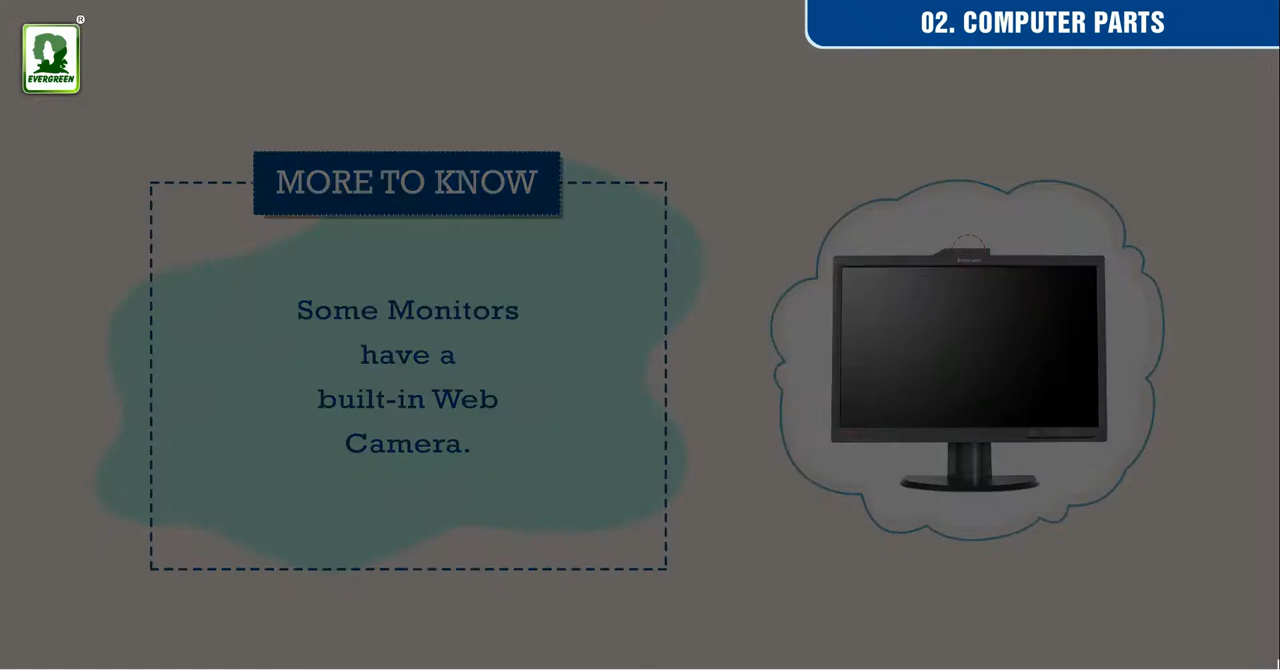 ®
EVERGREEN
02. COMPUTER PARTS
MORE TO KNOW
Some Monitors
have a
built-in Web
Camera.